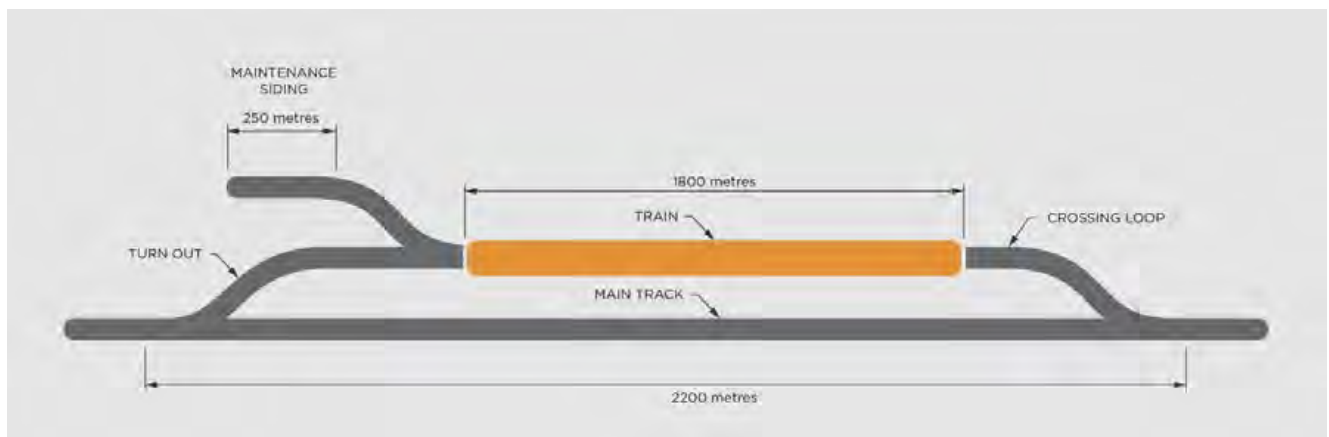 MAINTENANCE
SIDING
250 metres
1800 metres
TRAIN
CROSSING LOOP
TURN OUT
MAIN TRACK
2200 metres